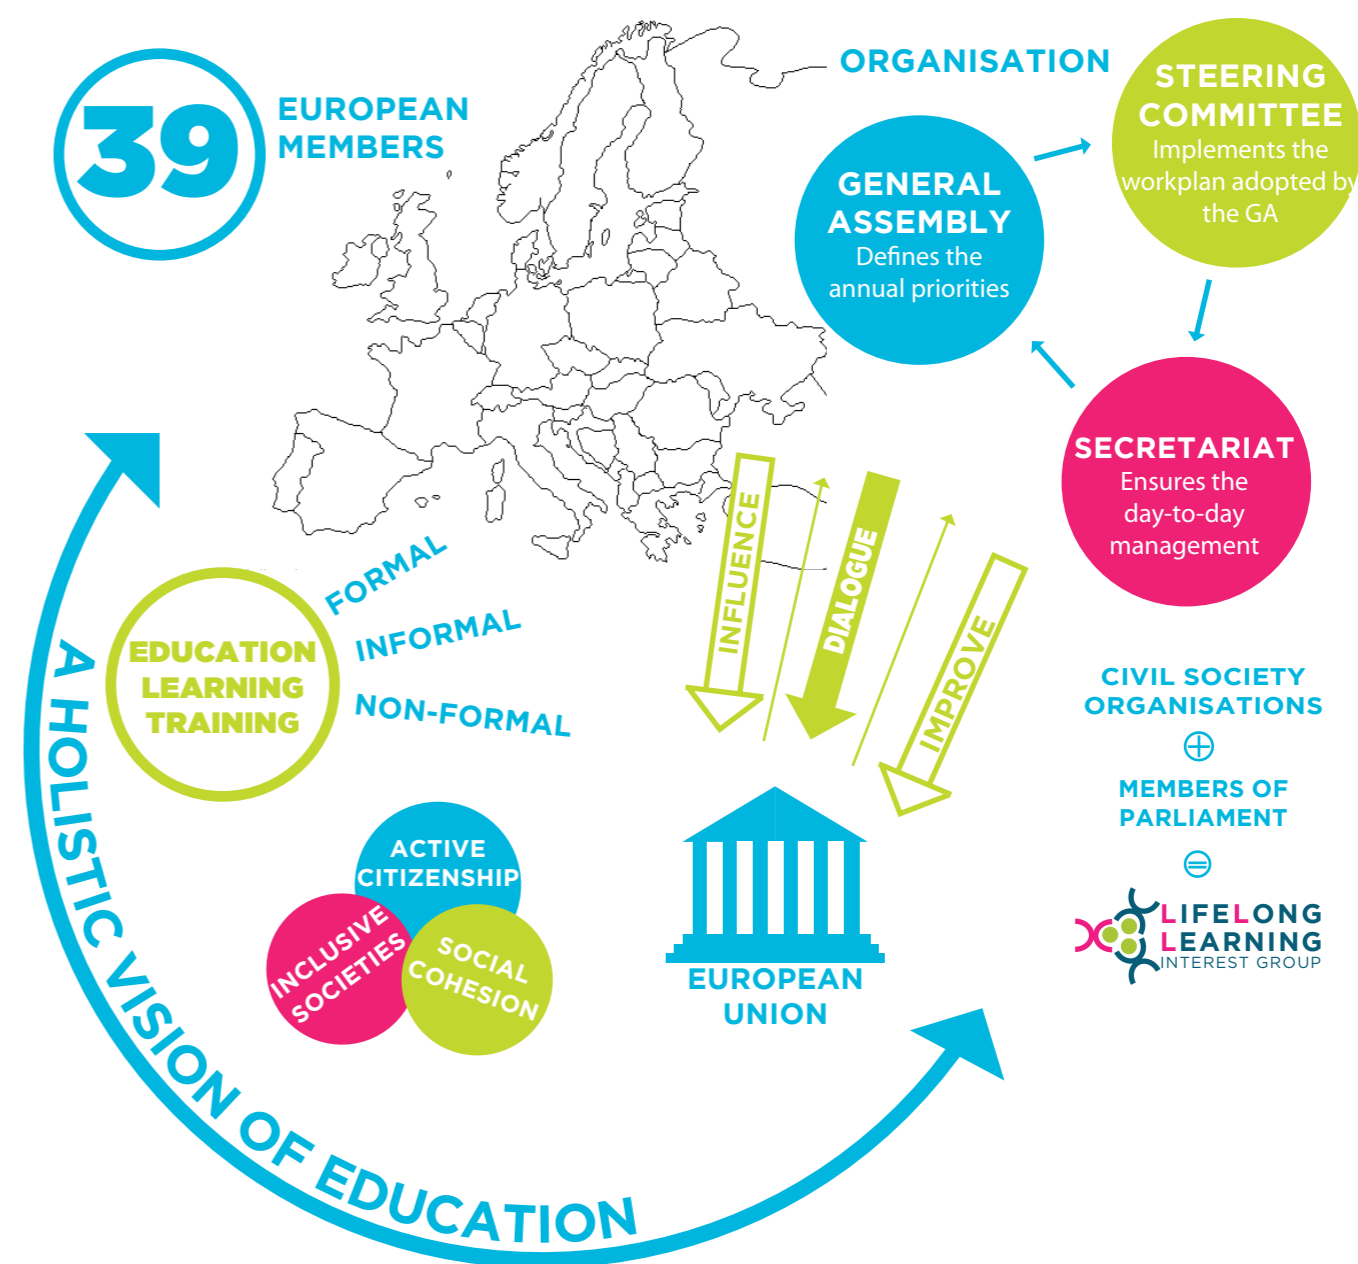 39
EUROPEAN
MEMBERS
ORGANISATION
GENERAL
ASSEMBLY
Defines the
annual priorities
STEERING
COMMITTEE
Implements the
workplan adopted by
the GA
SECRETARIAT
Ensures the
day-to-day
management
EDUCATION
LEARNING
TRAINING
FORMAL
INFORMAL
NON-FORMAL
INFLUENCE
DIALOGUE
IMPROVE
ACTIVE
CITIZENSHIP
INCLUSIVE
SOCIETIES
SOCIAL
COHESION
EUROPEAN
UNION
CIVIL SOCIETY
ORGANISATIONS
+
MEMBERS OF
PARLIAMENT
=
LIFELONG
LEARNING
INTEREST GROUP
A HOLISTIC VISION OF EDUCATION